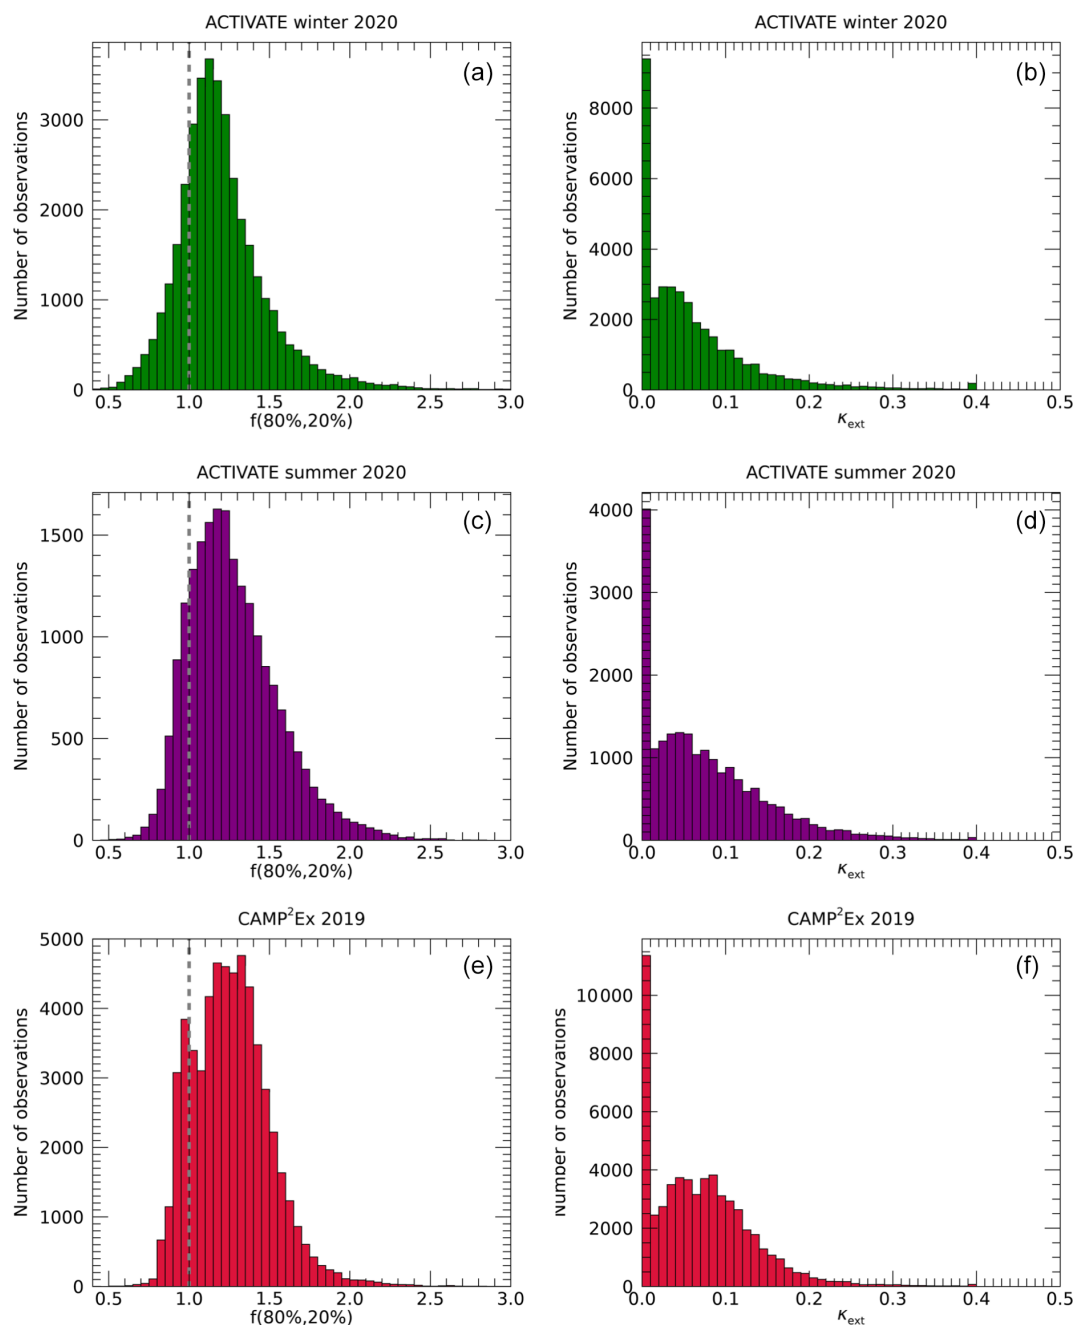 ACTIVATE winter 2020
(a)
Number of observations
3000
2000
1000
0
0.5 1.0 1.5 2.0 2.5 3.0
f(80%,20%)
ACTIVATE winter 2020
(b)
Number of observations
8000
6000
4000
2000
0
0.0 0.1 0.2 0.3 0.4 0.5
κext
ACTIVATE summer 2020
(c)
Number of observations
1500
1000
500
0
0.5 1.0 1.5 2.0 2.5 3.0
f(80%,20%)
ACTIVATE summer 2020
(d)
Number of observations
4000
3000
2000
1000
0
0.0 0.1 0.2 0.3 0.4 0.5
κext
CAMP²Ex 2019
(e)
Number of observations
5000
4000
3000
2000
1000
0
0.5 1.0 1.5 2.0 2.5 3.0
f(80%,20%)
CAMP²Ex 2019
(f)
Number of observations
10000
8000
6000
4000
2000
0
0.0 0.1 0.2 0.3 0.4 0.5
κext